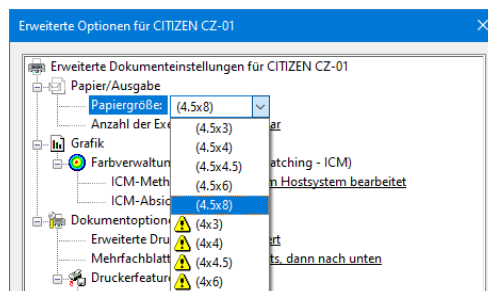 Erweiterte Optionen für CITIZEN CZ-01
Erweiterte Dokumenteinstellungen für CITIZEN CZ-01
Papier/Ausgabe
Papiergröße: (4.5x8)
Anzahl der Exe ar
(4.5x3)
Grafik
(4.5x4)
Farbverwaltun atching - ICM)
(4.5x4.5)
ICM-Meth m Hostsystem bearbeitet
(4.5x6)
ICM-Absic
(4.5x8)
Dokumentoptione
(4x3)
Erweiterte Dru ert
(4x4)
Mehrfachblatt ts, dann nach unten
(4x4.5)
Druckerfeature
(4x6)